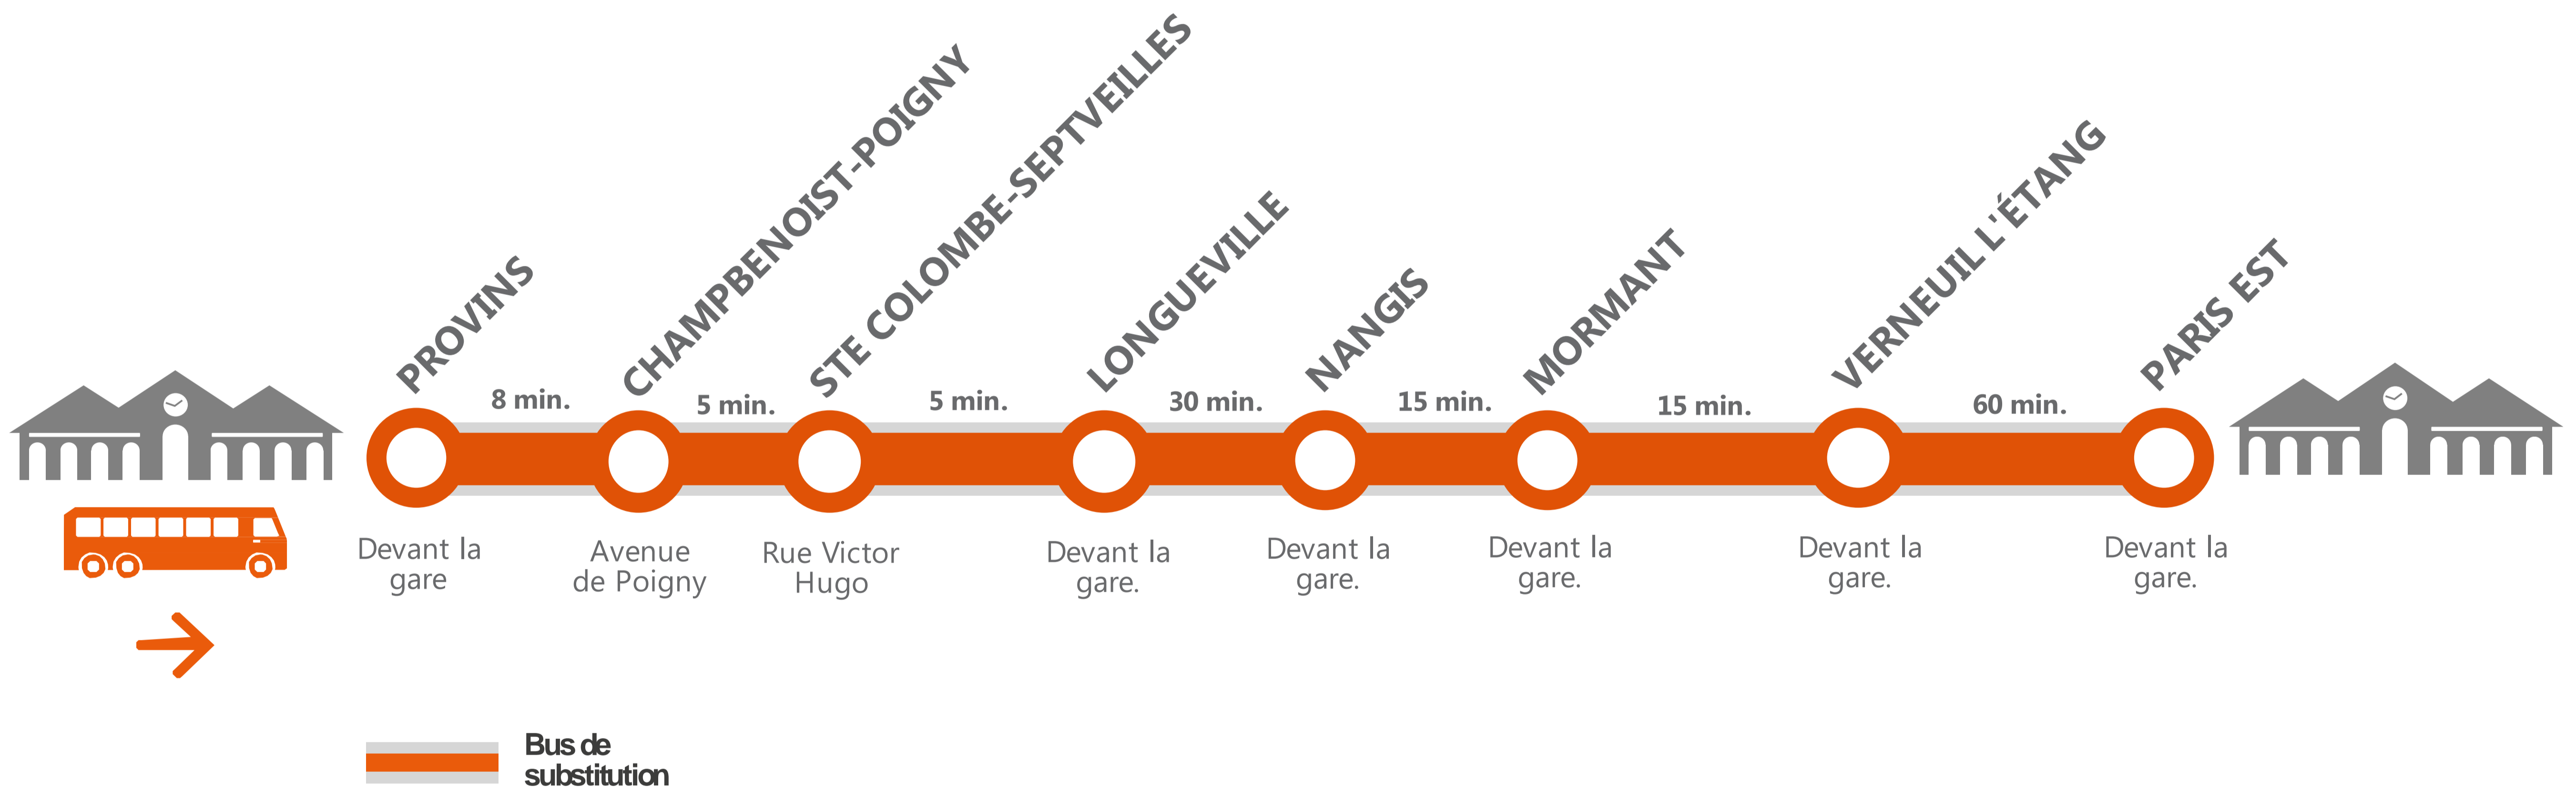 PROVINS
CHAMPBENOIST-POIGNY
STE COLOMBE-SEPTVEILLES
LONGUEVILLE
NANGIS
MORMANT
VERNEUIL L'ÉTANG
PARIS EST
8 min.
5 min.
5 min.
30 min.
15 min.
15 min.
60 min.
Devant la
gare
Avenue
de Poigny
Rue Victor
Hugo
Devant la
gare.
Devant la
gare.
Devant la
gare.
Devant la
gare.
Devant la
gare.
Bus de
substitution